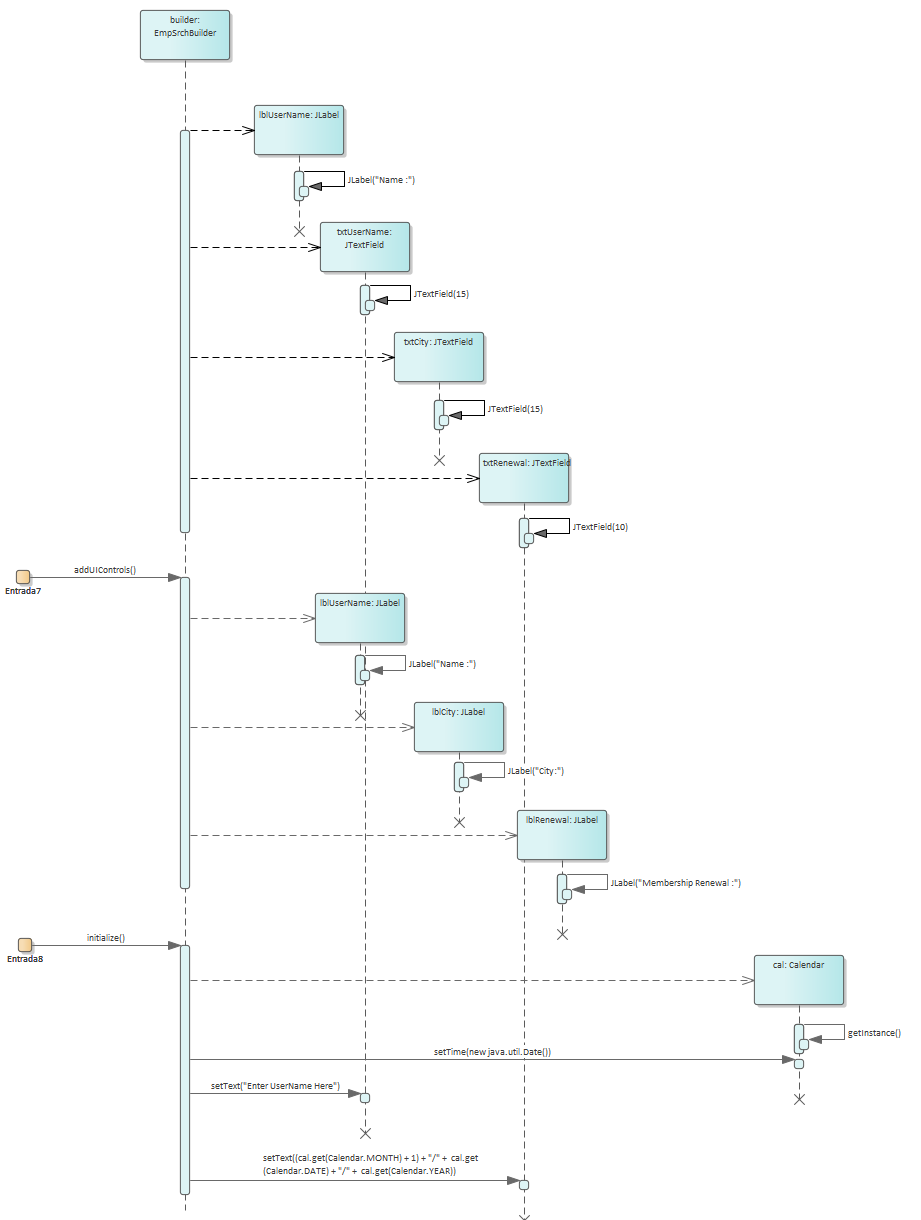 builder:
EmpSrchBuilder
lblUserName: JLabel
JLabel("Name :")
txtUserName:
JTextField
JTextField(15)
txtCity: JTextField
JTextField(15)
txtRenewal: JTextField
JTextField(10)
addUIControls()
Entrada7
lblUserName: JLabel
JLabel("Name :")
lblCity: JLabel
JLabel("City:")
lblRenewal: JLabel
JLabel("Membership Renewal :")
initialize()
Entrada8
cal: Calendar
getInstance()
setTime(new java.util.Date())
setText("Enter UserName Here")
setText((cal.get(Calendar.MONTH) + 1) + "/" + cal.get
(Calendar.DATE) + "/" + cal.get(Calendar.YEAR))